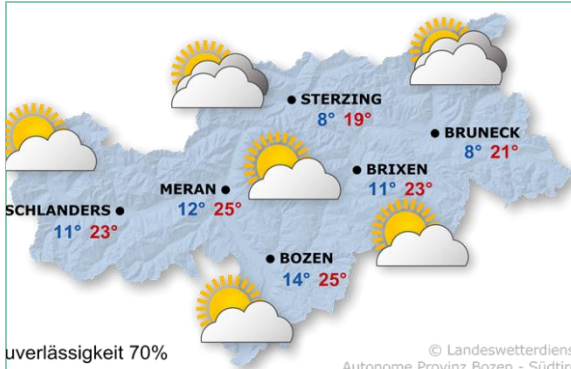 STERZING
8° 19°
BRUNECK
8° 21°
BRIXEN
11° 23°
MERAN
12° 25°
SCHLANDERS
11° 23°
BOZEN
14° 25°
uverlässigkeit 70%
© Landeswetterdiens
Autonome Provinz Bozen - Südtir